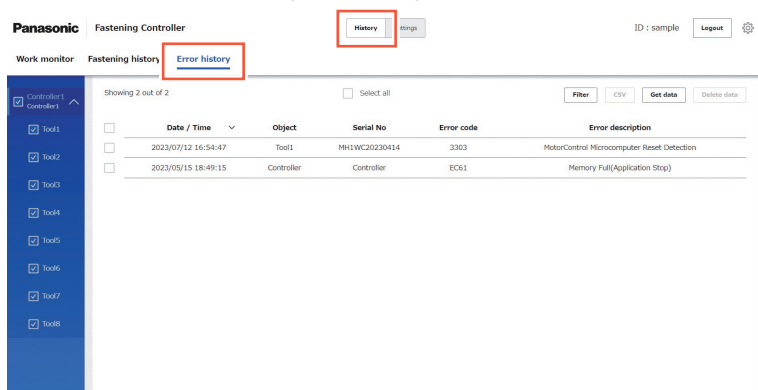 Panasonic Fastening Controller History ttings ID : sample Logout
Work monitor Fastening history Error history
Controller1
Controller1
Showing 2 out of 2 Select all Filter CSV Get data Delete data
Date / Time Object Serial No Error code Error description
Tool1
2023/07/12 16:54:47 Tool1 MH1WC20230414 3303 MotorControl Microcomputer Reset Detection
Tool2
2023/05/15 18:49:15 Controller Controller EC61 Memory Full(Application Stop)
Tool3
Tool4
Tool5
Tool6
Tool7
Tool8